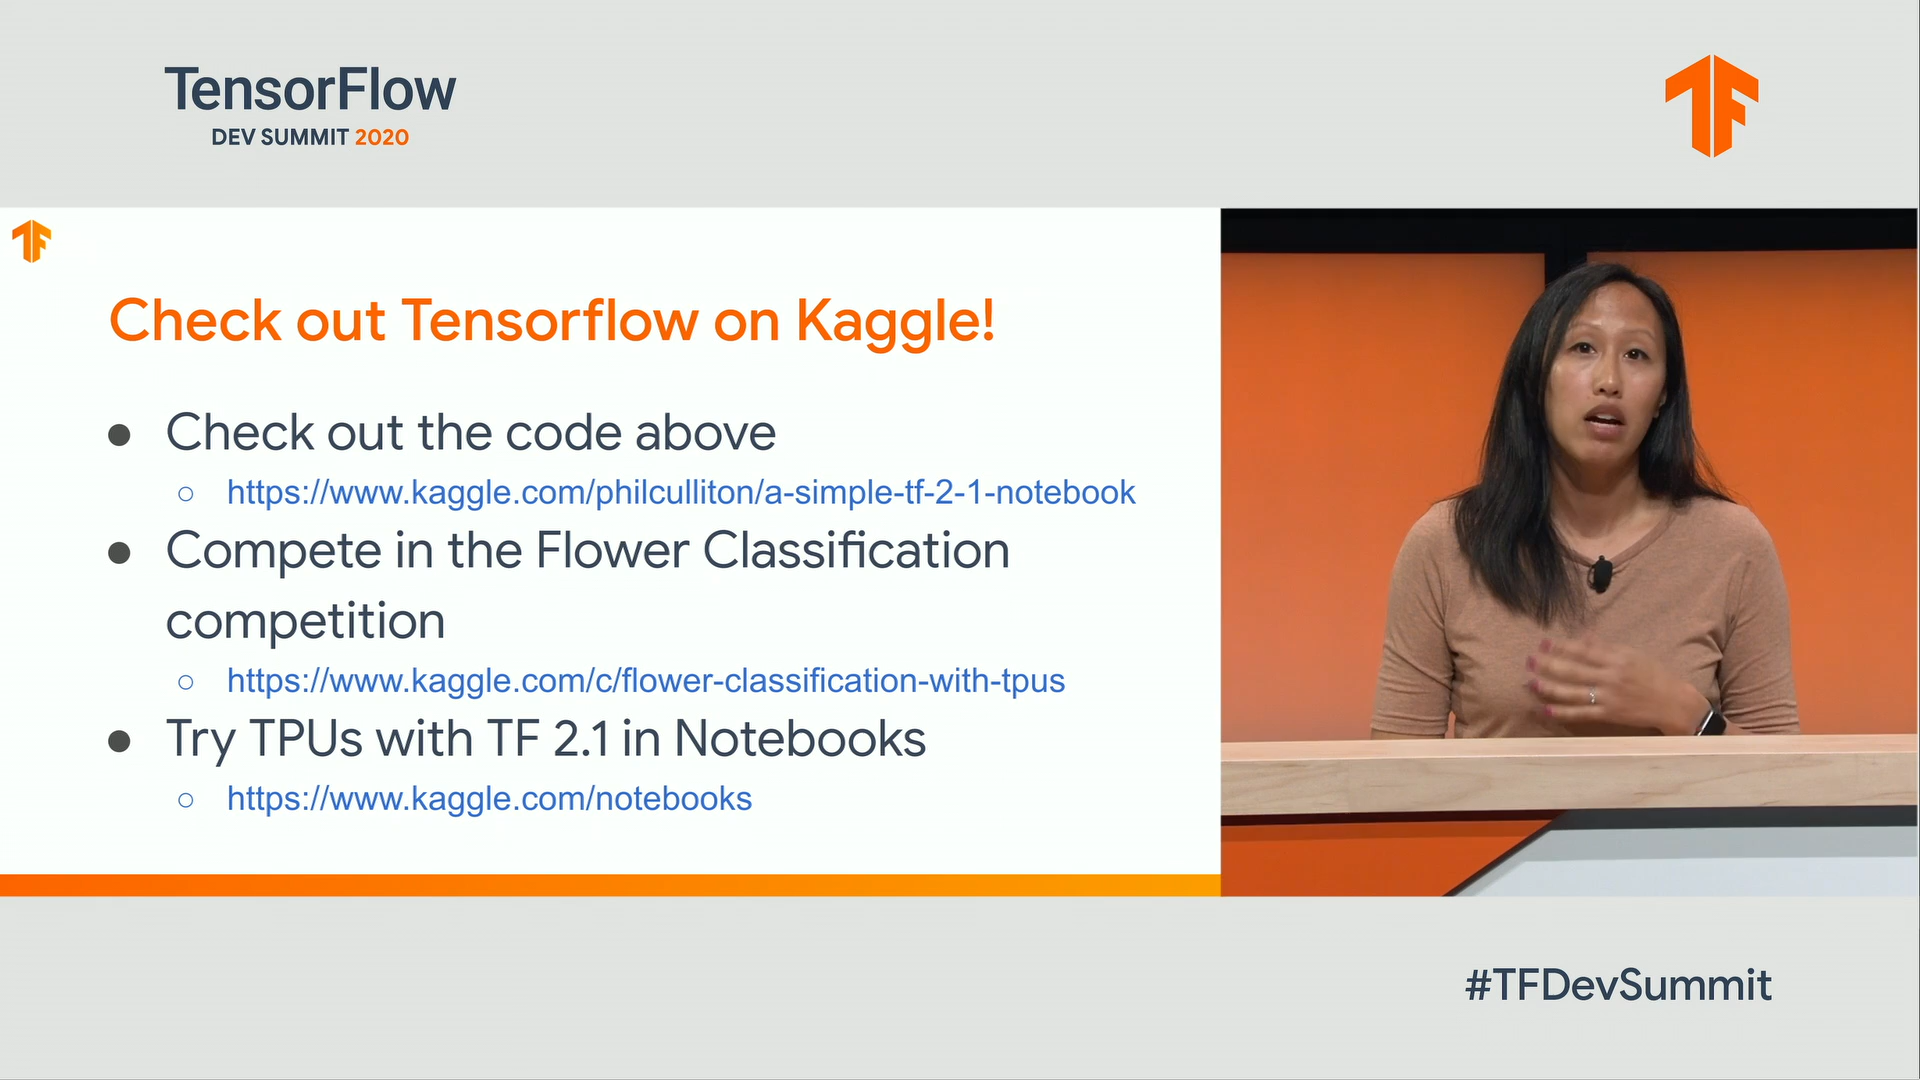 TensorFlow
DEV SUMMIT 2020
Check out Tensorflow on Kaggle!
● Check out the code above
○ https://www.kaggle.com/philculliton/a-simple-tf-2-1-notebook
● Compete in the Flower Classification
competition
○ https://www.kaggle.com/c/flower-classification-with-tpus
● Try TPUs with TF 2.1 in Notebooks
○ https://www.kaggle.com/notebooks
#TFDevSummit